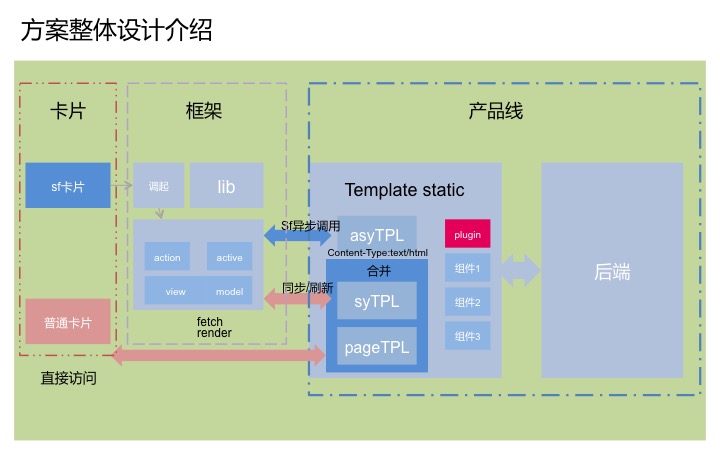 方案整体设计介绍
卡片
框架
产品线
sf卡片
调起
lib
Template static
Sf异步调用
asyTPL
plugin
Content-Type:text/html
action
active
合并
组件1
后端
view
model
同步/刷新
syTPL
组件2
普通卡片
fetch
render
pageTPL
组件3
直接访问